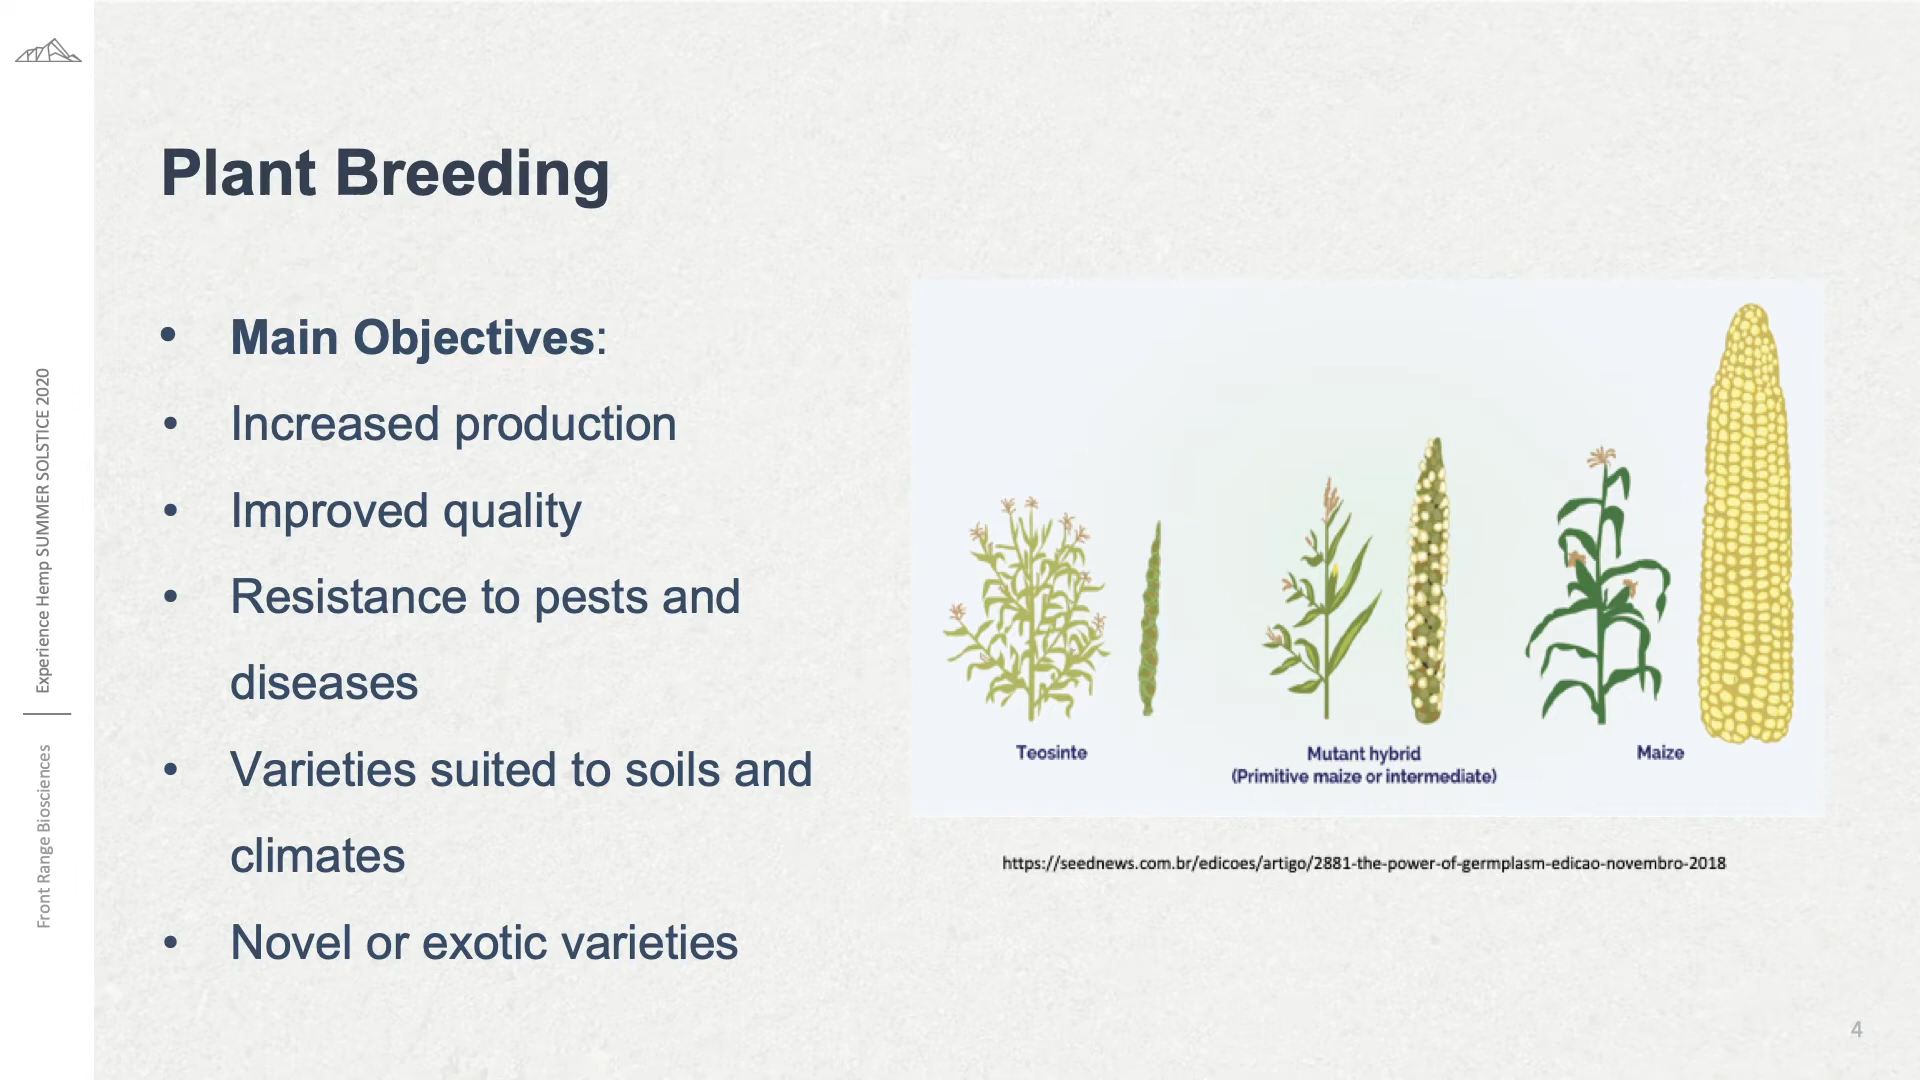 Plant Breeding
• Main Objectives:
• Increased production
• Improved quality
• Resistance to pests and
diseases
• Varieties suited to soils and
climates
• Novel or exotic varieties
Teosinte
Mutant hybrid
(Primitive maize or intermediate)
Maize
https://seednews.com.br/edicoes/artigo/2881-the-power-of-germplasm-edicao-novembro-2018
Experience Hemp SUMMER SOLSTICE 2020
Front Range Biosciences
4